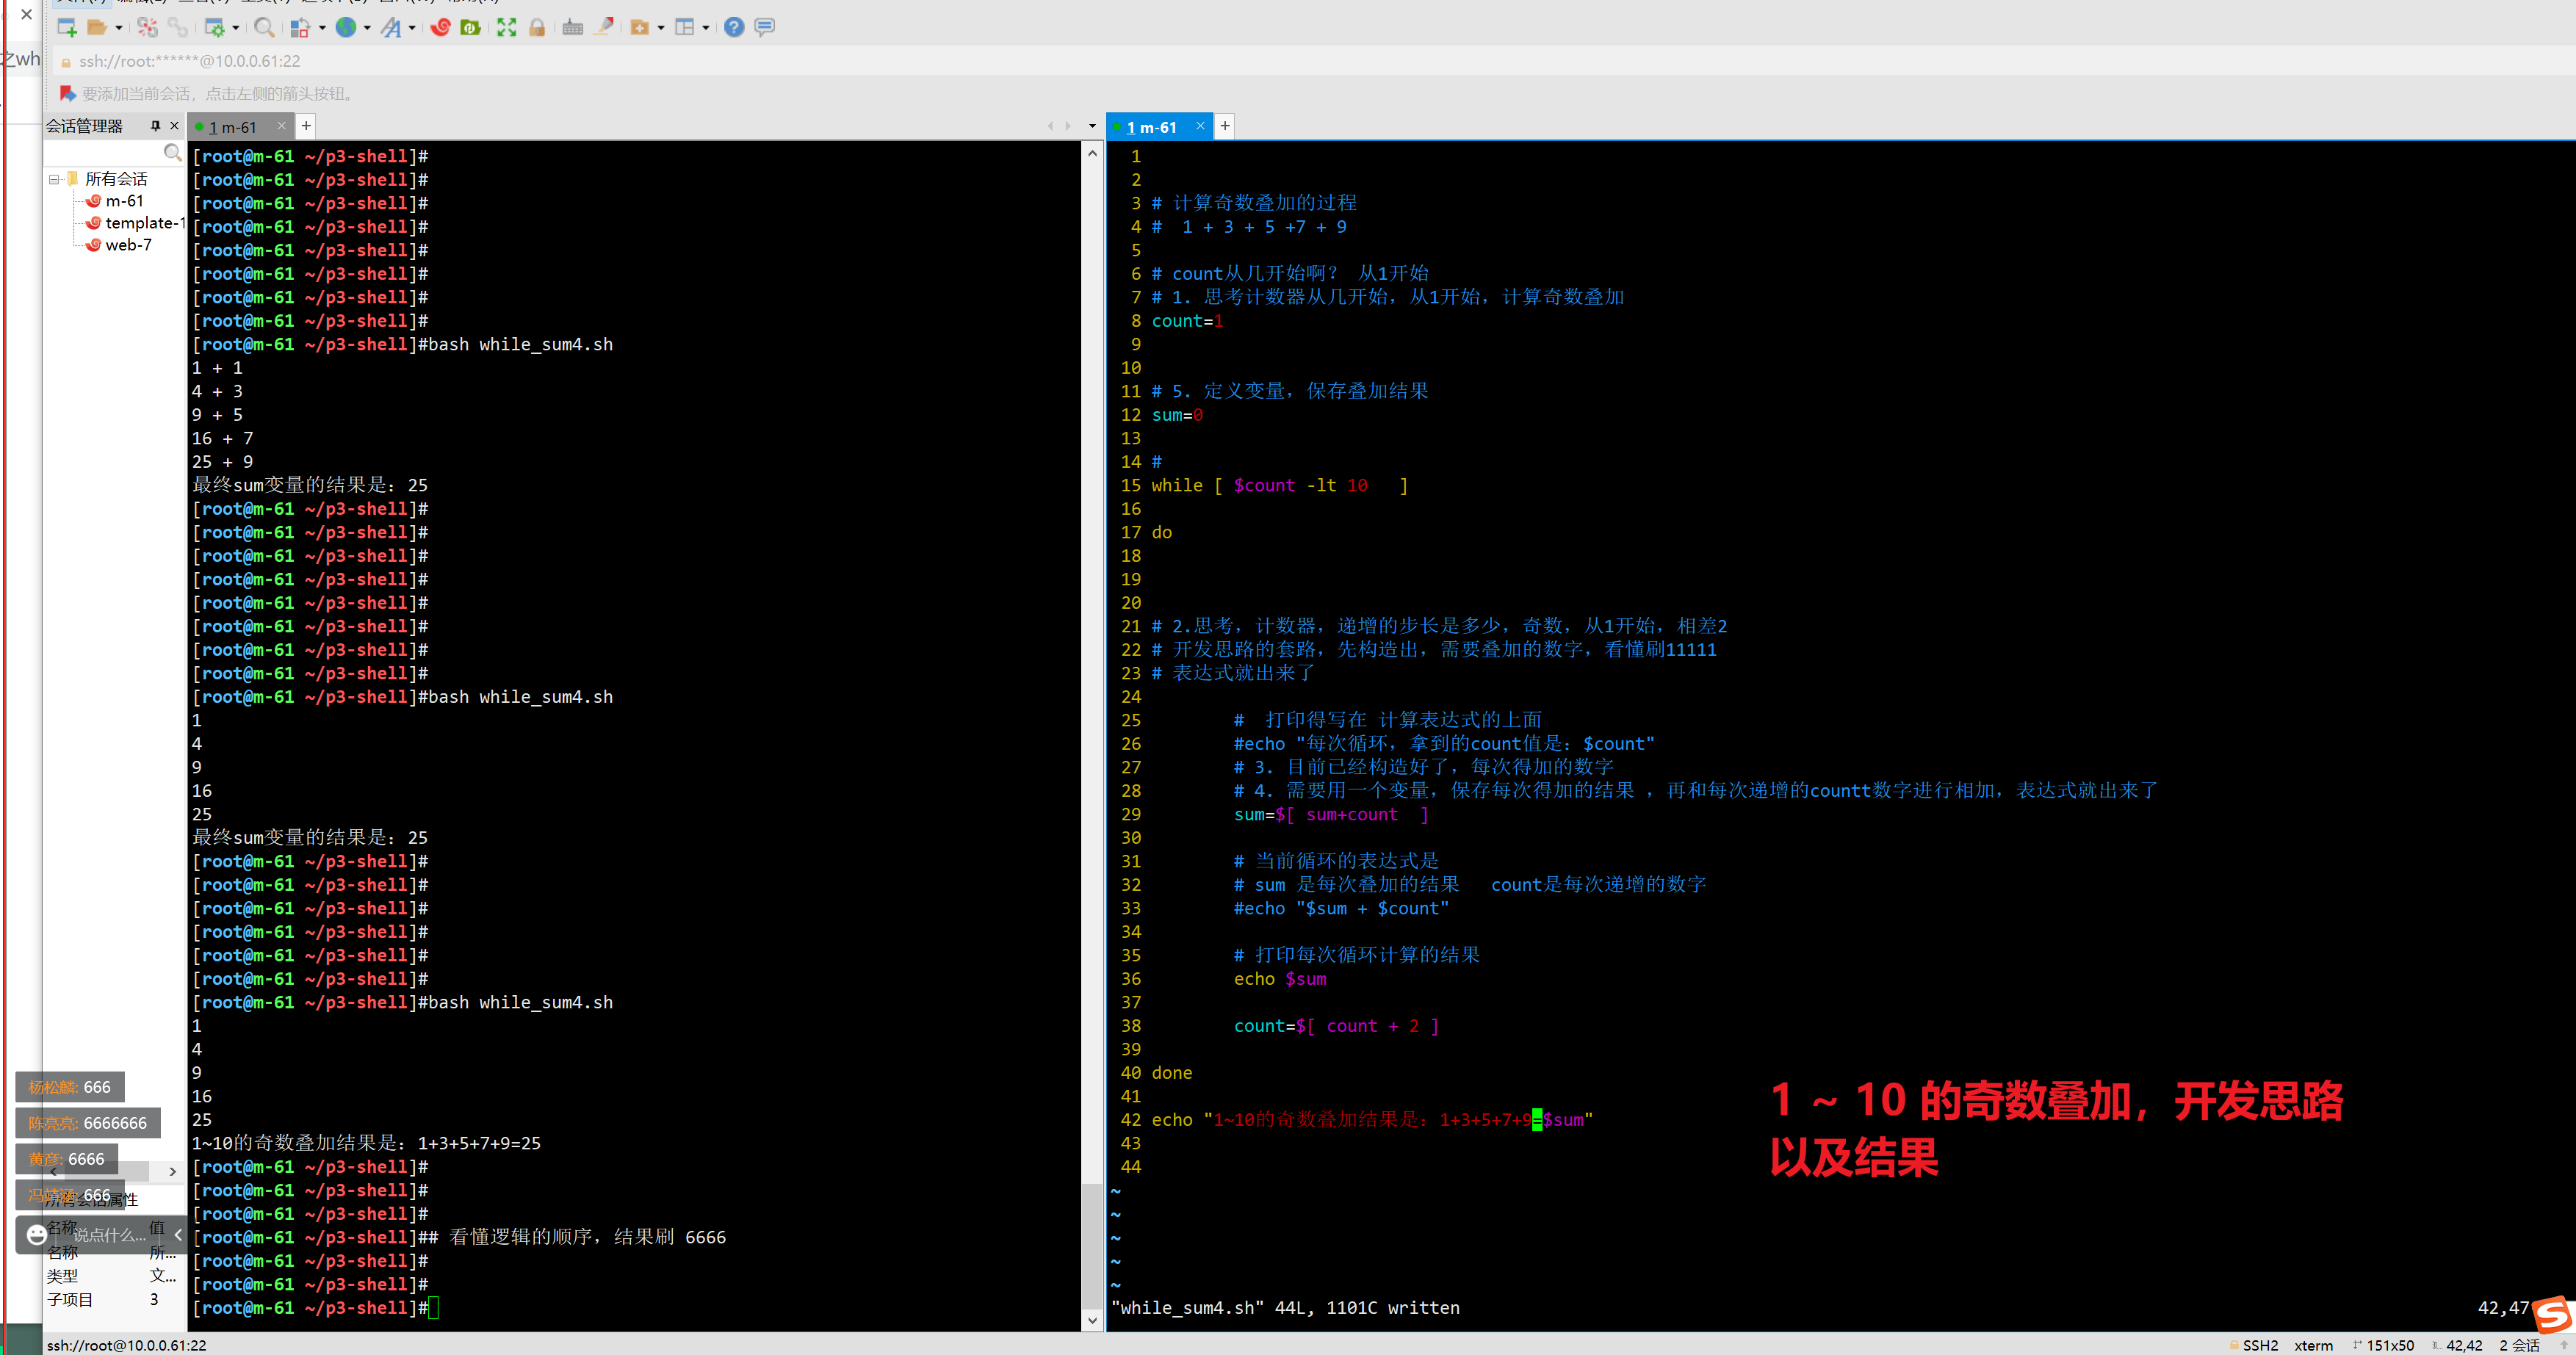 之wh
ssh://root:******@10.0.0.61:22
要添加当前会话，点击左侧的箭头按钮。
会话管理器
所有会话
m-61
template-1
web-7
杨松麟: 666
陈亮亮: 6666666
黄彦: 6666
666
所有会话属性
名称 值
说点什么...
名称 所...
类型 文...
子项目 3
1 m-61
[root@m-61 ~/p3-shell]#
[root@m-61 ~/p3-shell]#
[root@m-61 ~/p3-shell]#
[root@m-61 ~/p3-shell]#
[root@m-61 ~/p3-shell]#
[root@m-61 ~/p3-shell]#
[root@m-61 ~/p3-shell]#
[root@m-61 ~/p3-shell]#
[root@m-61 ~/p3-shell]#bash while_sum4.sh
1 + 1
4 + 3
9 + 5
16 + 7
25 + 9
最终sum变量的结果是：25
[root@m-61 ~/p3-shell]#
[root@m-61 ~/p3-shell]#
[root@m-61 ~/p3-shell]#
[root@m-61 ~/p3-shell]#
[root@m-61 ~/p3-shell]#
[root@m-61 ~/p3-shell]#
[root@m-61 ~/p3-shell]#
[root@m-61 ~/p3-shell]#
[root@m-61 ~/p3-shell]#bash while_sum4.sh
1
4
9
16
25
最终sum变量的结果是：25
[root@m-61 ~/p3-shell]#
[root@m-61 ~/p3-shell]#
[root@m-61 ~/p3-shell]#
[root@m-61 ~/p3-shell]#
[root@m-61 ~/p3-shell]#
[root@m-61 ~/p3-shell]#
[root@m-61 ~/p3-shell]#bash while_sum4.sh
1
4
9
16
25
1~10的奇数叠加结果是：1+3+5+7+9=25
[root@m-61 ~/p3-shell]#
[root@m-61 ~/p3-shell]#
[root@m-61 ~/p3-shell]#
[root@m-61 ~/p3-shell]## 看懂逻辑的顺序，结果刷 6666
[root@m-61 ~/p3-shell]#
[root@m-61 ~/p3-shell]#
[root@m-61 ~/p3-shell]#
1 m-61
1
2
3 # 计算奇数叠加的过程
4 #  1 + 3 + 5 +7 + 9
5
6 # count从几开始啊？ 从1开始
7 # 1. 思考计数器从几开始，从1开始，计算奇数叠加
8 count=1
9
10
11 # 5. 定义变量，保存叠加结果
12 sum=0
13
14 #
15 while [ $count -lt 10   ]
16
17 do
18
19
20
21 # 2.思考，计数器，递增的步长是多少，奇数，从1开始，相差2
22 # 开发思路的套路，先构造出，需要叠加的数字，看懂刷11111
23 # 表达式就出来了
24
25         #  打印得写在 计算表达式的上面
26         #echo "每次循环，拿到的count值是：$count"
27         # 3. 目前已经构造好了，每次得加的数字
28         # 4. 需要用一个变量，保存每次得加的结果 ，再和每次递增的countt数字进行相加，表达式就出来了
29         sum=$[ sum+count  ]
30
31         # 当前循环的表达式是
32         # sum 是每次叠加的结果   count是每次递增的数字
33         #echo "$sum + $count"
34
35         # 打印每次循环计算的结果
36         echo $sum
37
38         count=$[ count + 2 ]
39
40 done
41
42 echo "1~10的奇数叠加结果是：1+3+5+7+9=$sum"
43
44
~
~
~
~
~
1 ~ 10 的奇数叠加，开发思路
以及结果
"while_sum4.sh" 44L, 1101C written
42,47
ssh://root@10.0.0.61:22
SSH2 xterm 151x50 42,42 2 会话